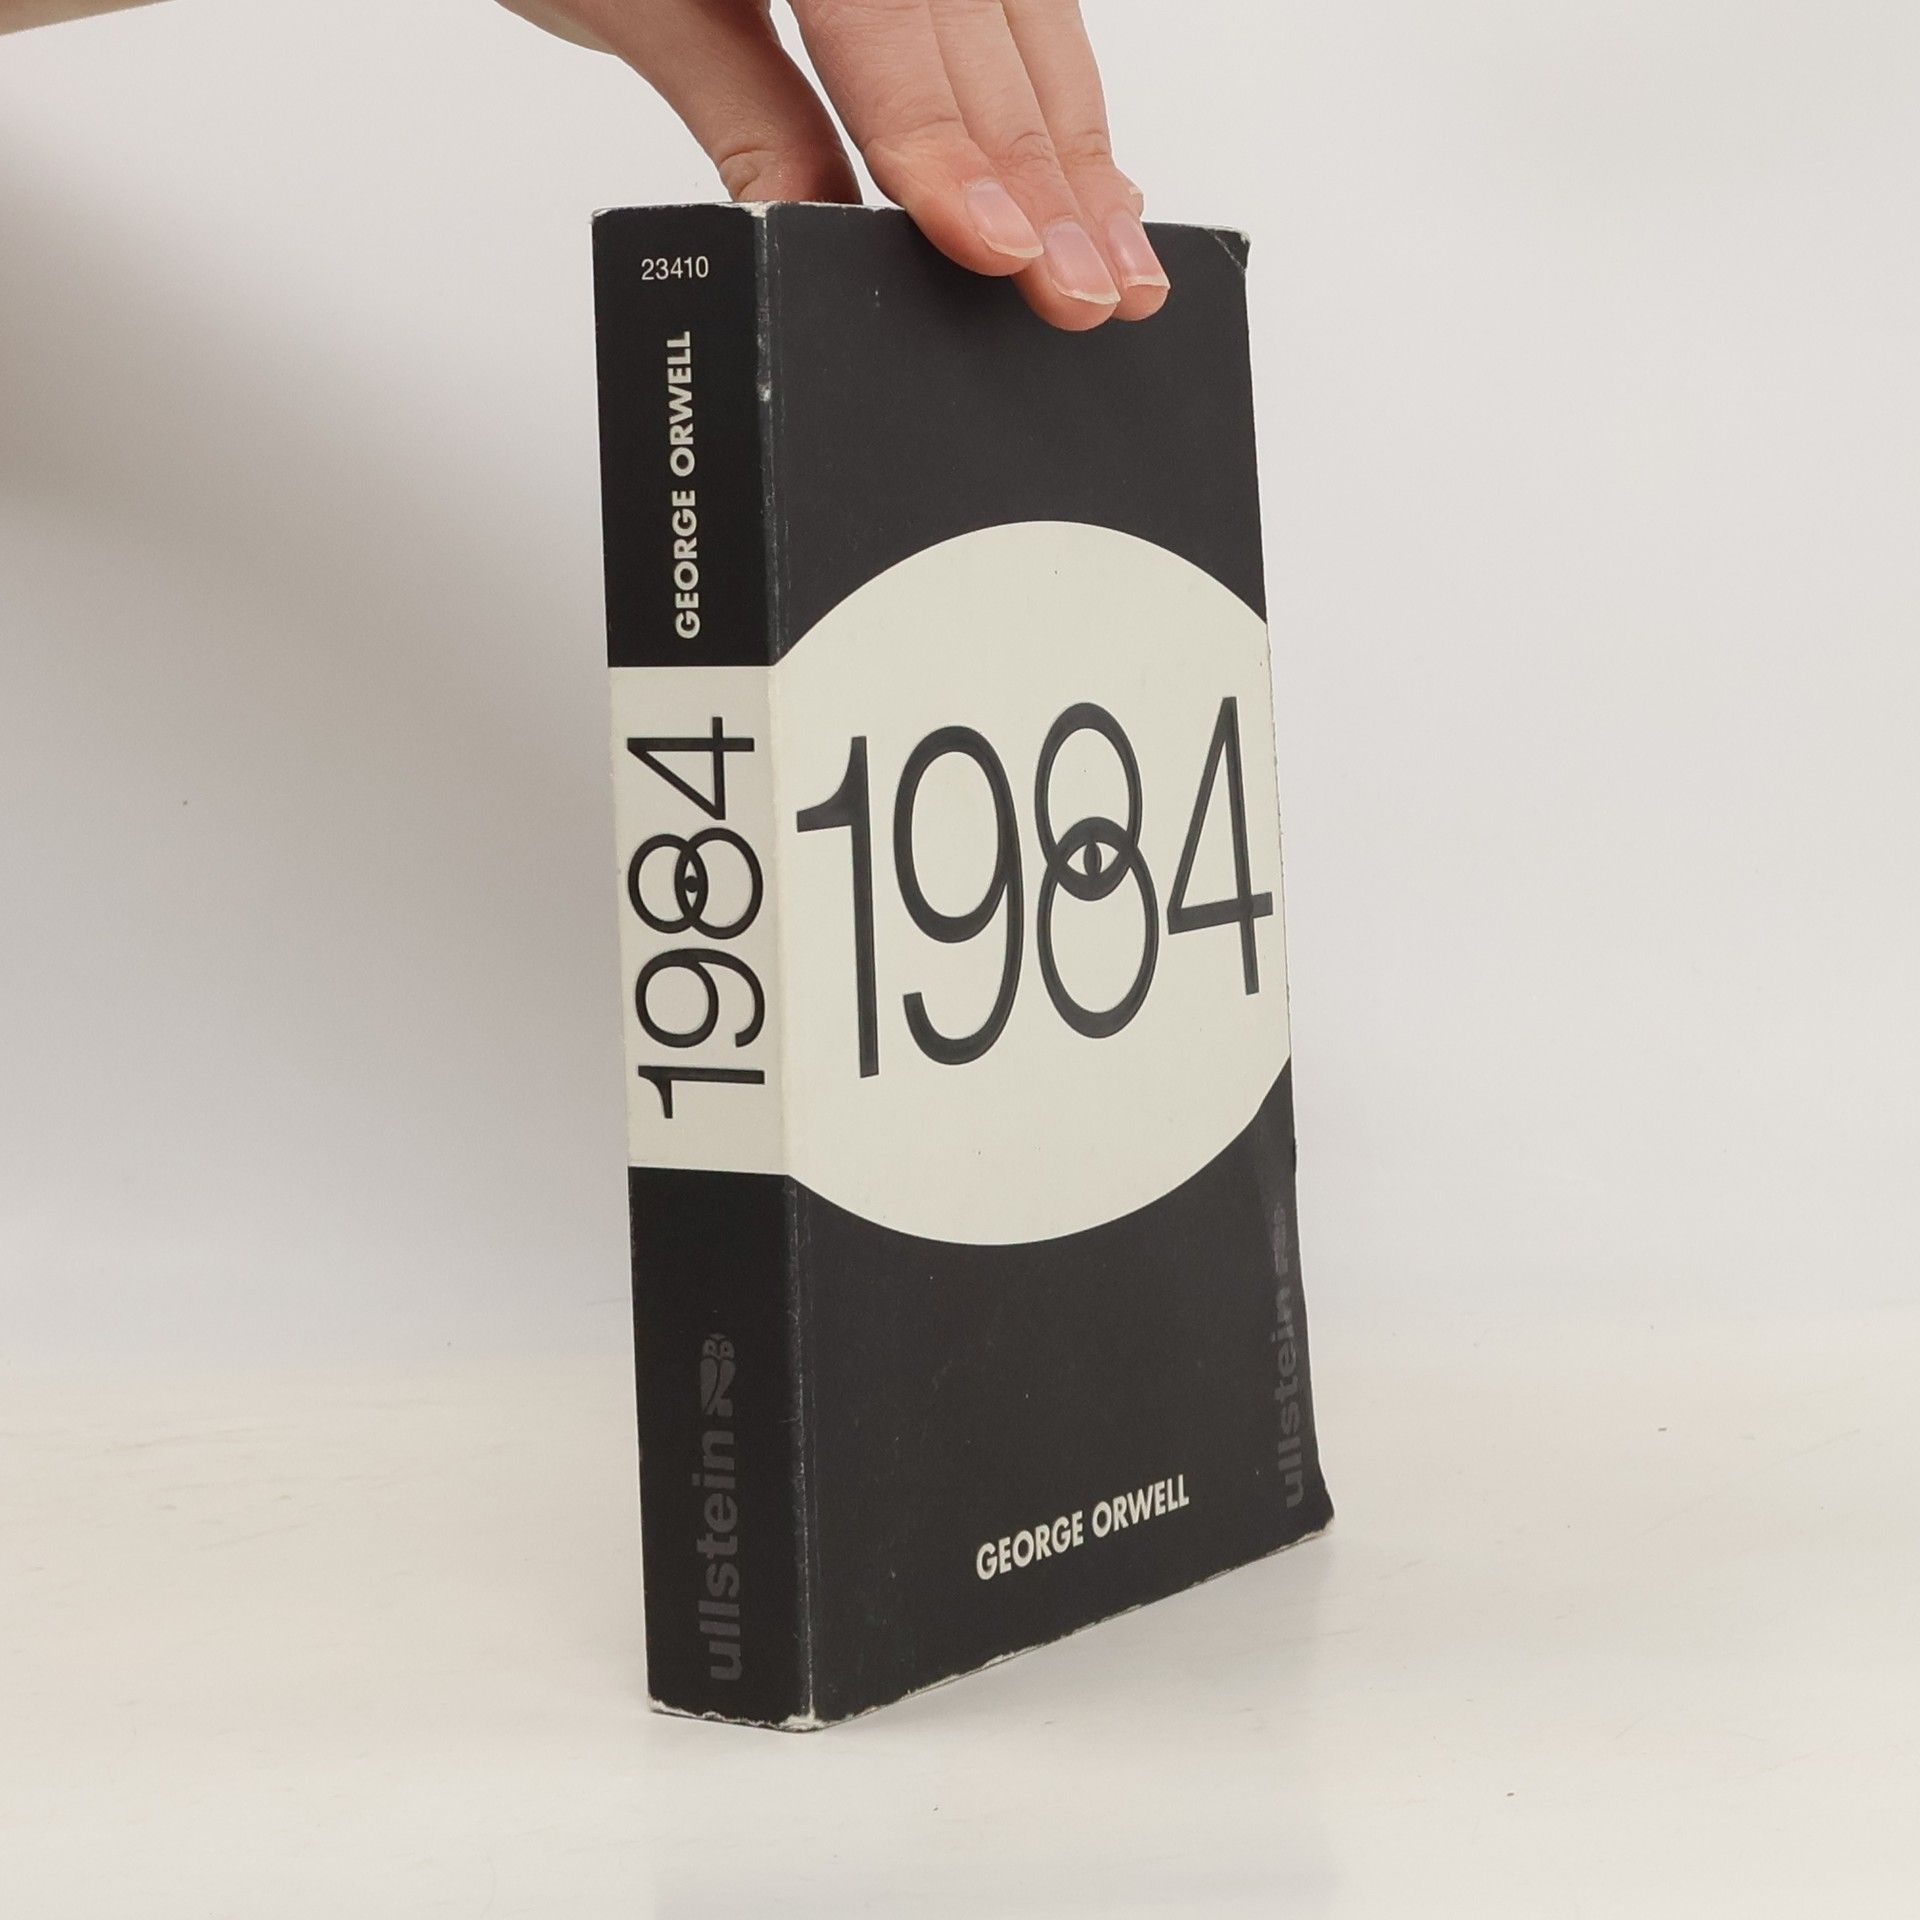 23410
GEORGE ORWELL
1984
ullstein
1984
GEORGE ORWELL
ullstein